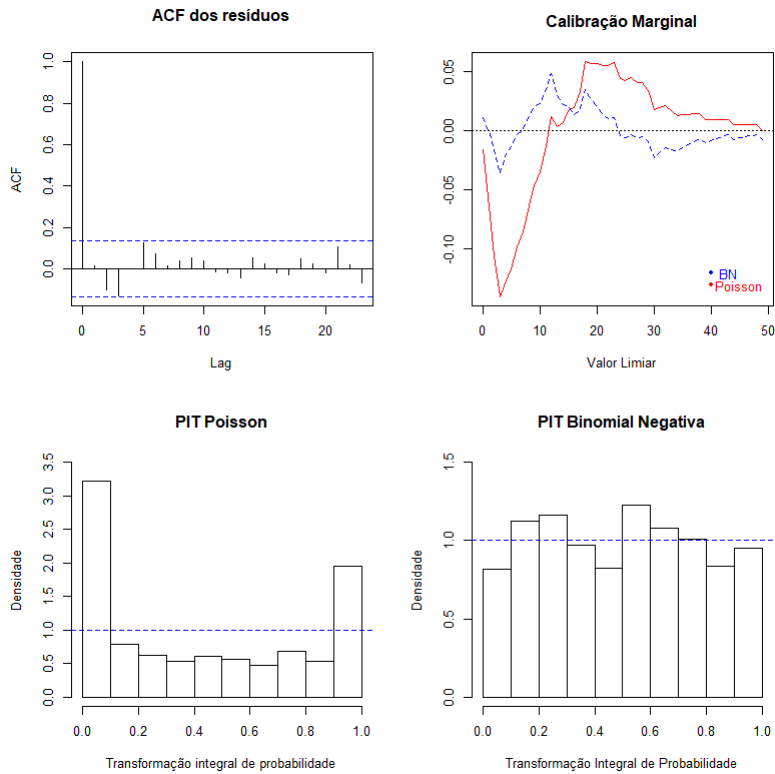 ACF dos resíduos
ACF
0.0 0.2 0.4 0.6 0.8 1.0
0 5 10 15 20
Lag
Calibração Marginal
-0.10 -0.05 0.00 0.05
BN
Poisson
0 10 20 30 40 50
Valor Limiar
PIT Poisson
Densidade
0.0 0.5 1.0 1.5 2.0 2.5 3.0 3.5
0.0 0.2 0.4 0.6 0.8 1.0
Transformação integral de probabilidade
PIT Binomial Negativa
Densidade
0.0 0.5 1.0 1.5
0.0 0.2 0.4 0.6 0.8 1.0
Transformação Integral de Probabilidade